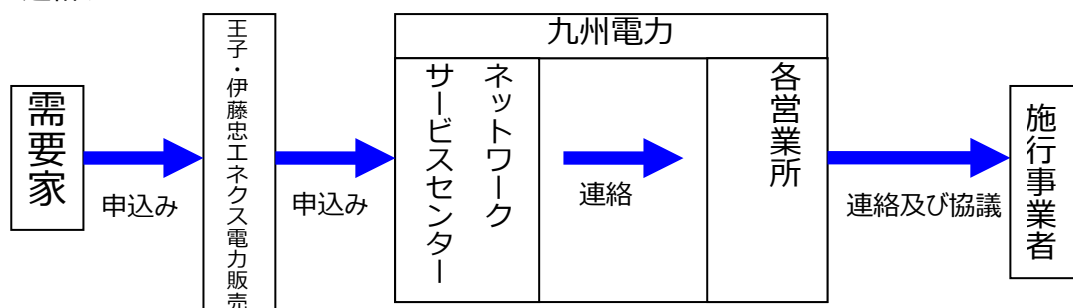 九州電力
需要家
申込み
王子・伊藤忠エネクス電力販売
申込み
ネットワーク
サービスセンター
連絡
各営業所
連絡及び協議
施行事業者